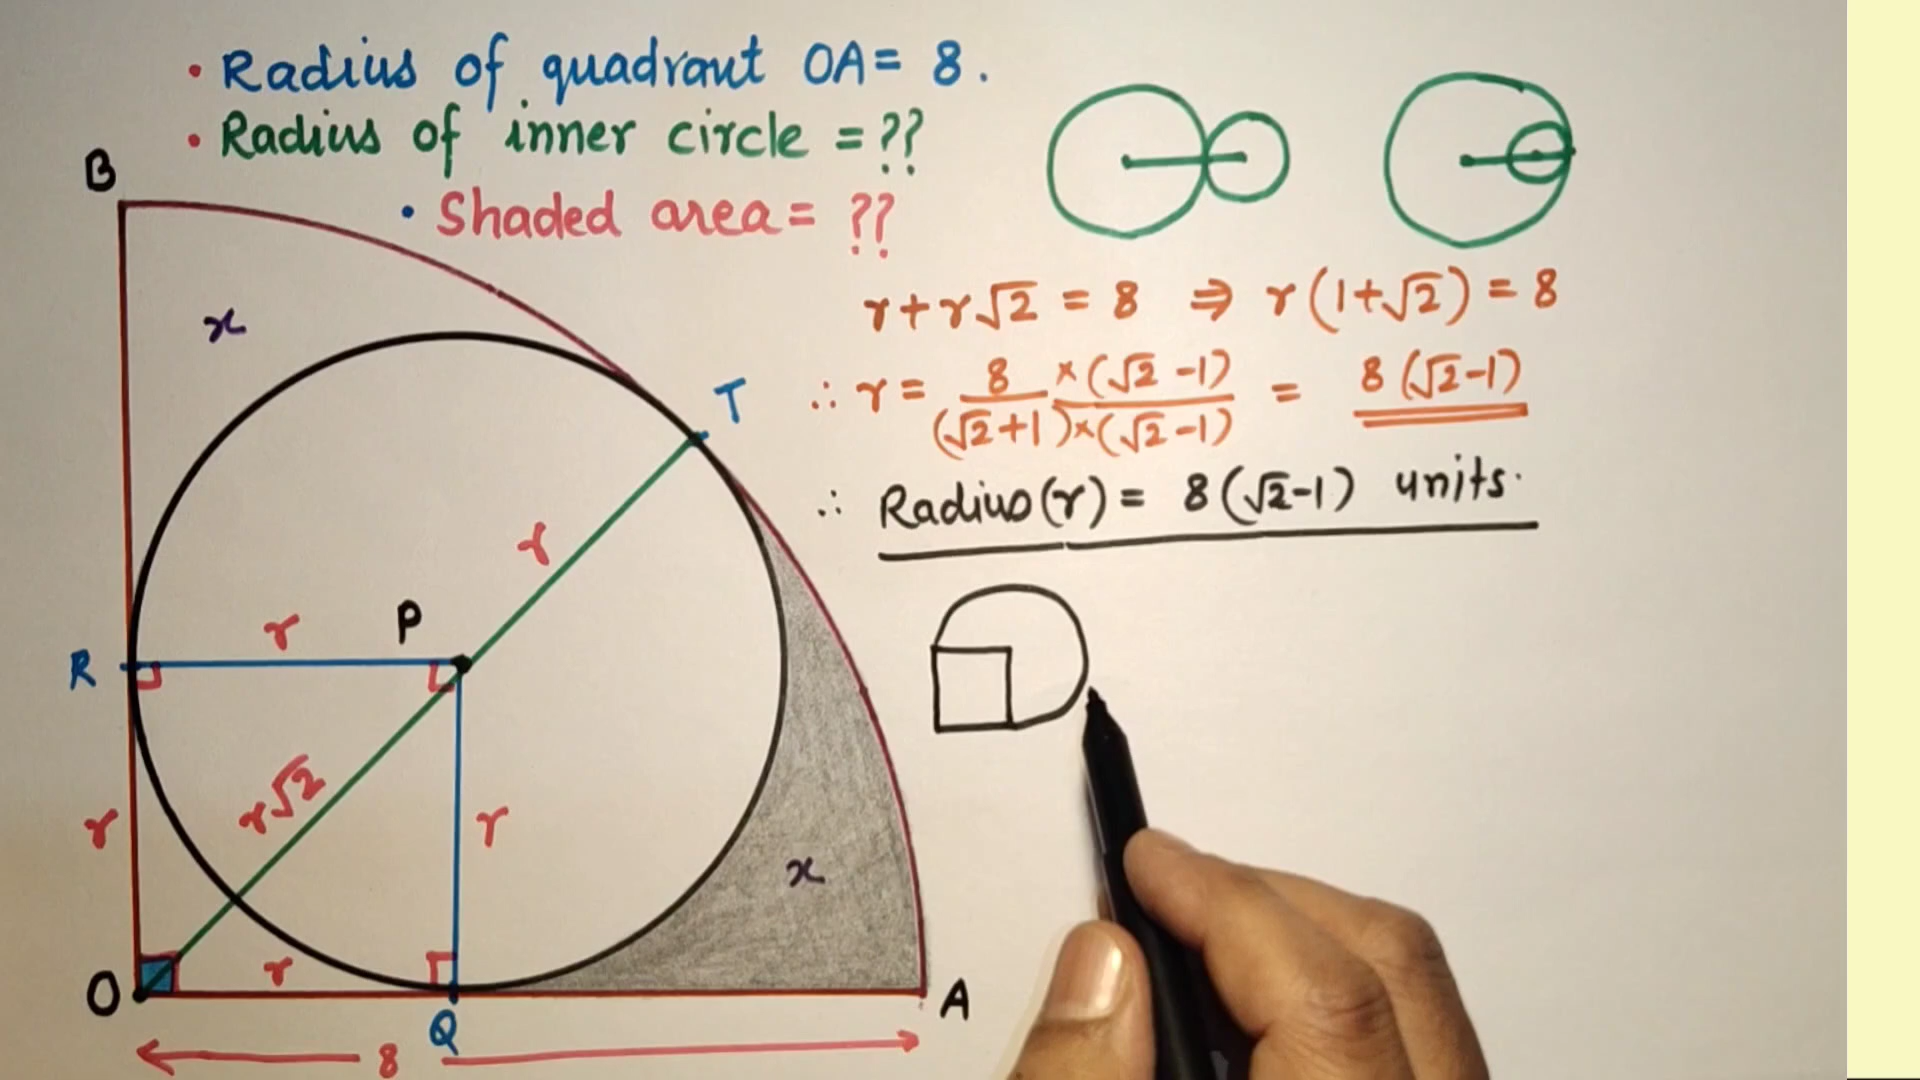 • Radius of quadrant OA = 8.
• Radius of inner circle = ??
• Shaded area = ??
B
x
T
r + r√2 = 8 ⇒ r(1+√2) = 8
∴ r = 8 × (√2 -1) / (√2+1) × (√2 -1) = 8 (√2-1)
∴ Radius(r) = 8(√2-1) units.
r
r
P
R
r√2
r
r
x
O
r
A
Q
8